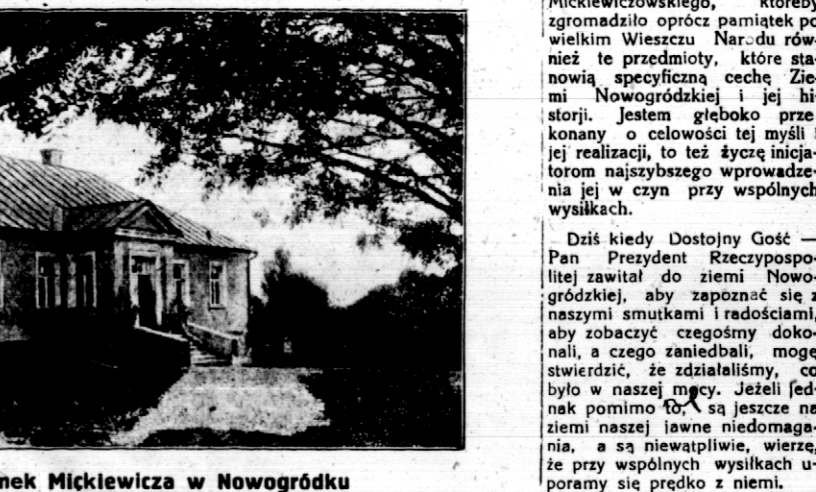 nek Mickiewicza w Nowogródku
Mickiewiczowskiego, któreby
zgromadziło oprócz pamiątek po
wielkim Wieszczu Narodu rów-
nież te przedmioty, które sta-
nowią specyficzną cechę Zie-
mi Nowogródzkiej i jej hi-
storji. Jestem głęboko prze
konany o celowości tej myśli i
jej realizacji, to też życzę inicja-
torom najszybszego wprowadze-
nia jej w czyn przy wspólnych
wysiłkach.
Dziś kiedy Dostojny Gość —
Pan Prezydent Rzeczypospo-
litej zawitał do ziemi Nowo-
gródzkiej, aby zapoznać się z
naszymi smutkami i radościami,
aby zobaczyć czegośmy doko-
nali, a czego zaniedbali, mogę
stwierdzić, że zdziałaliśmy, co
było w naszej mocy. Jeżeli jed-
nak pomimo to, są jeszcze na
ziemi naszej jawne niedomaga-
nia, a są niewątpliwie, wierzę,
że przy wspólnych wysiłkach u-
poramy się prędko z niemi.